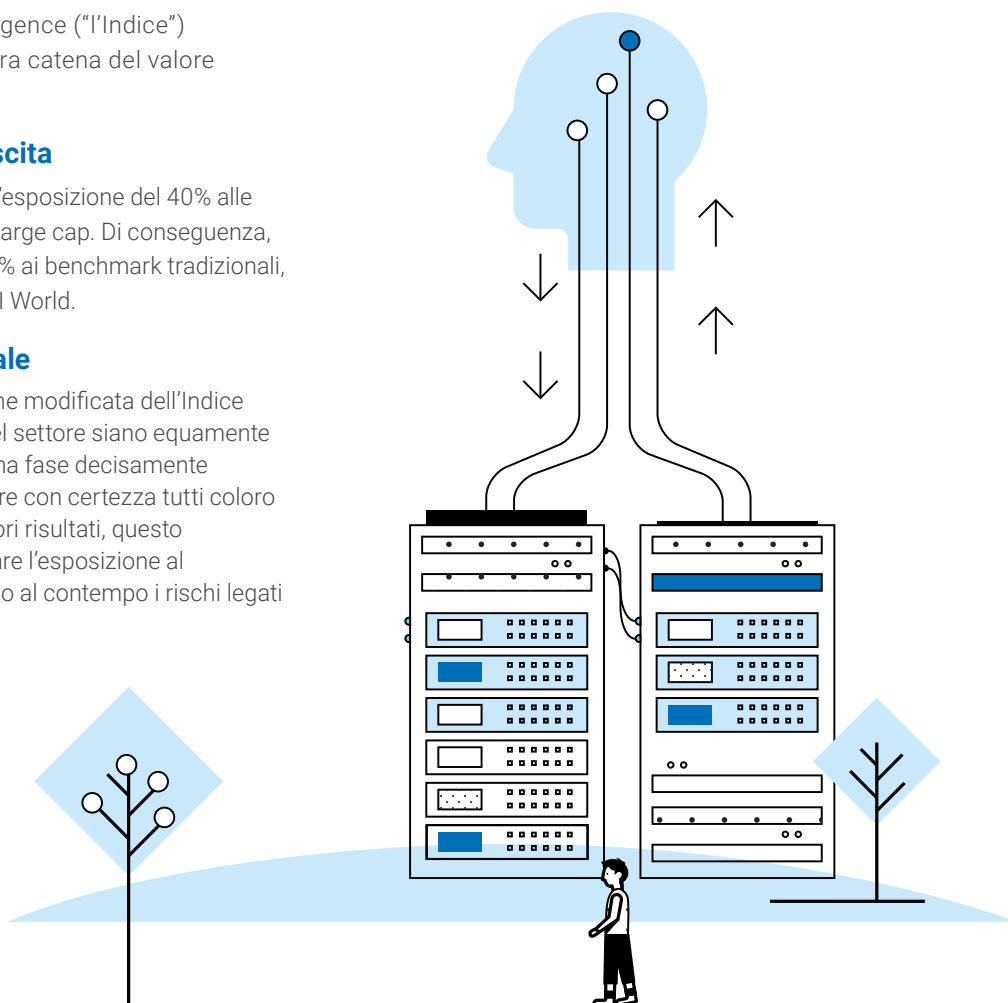 gence (“l’Indice”)
ra catena del valore
scita
’esposizione del 40% alle
arge cap. Di conseguenza,
% ai benchmark tradizionali,
I World.
ale
ne modificata dell’Indice
el settore siano equamente
na fase decisamente
re con certezza tutti coloro
ori risultati, questo
are l’esposizione al
o al contempo i rischi legati